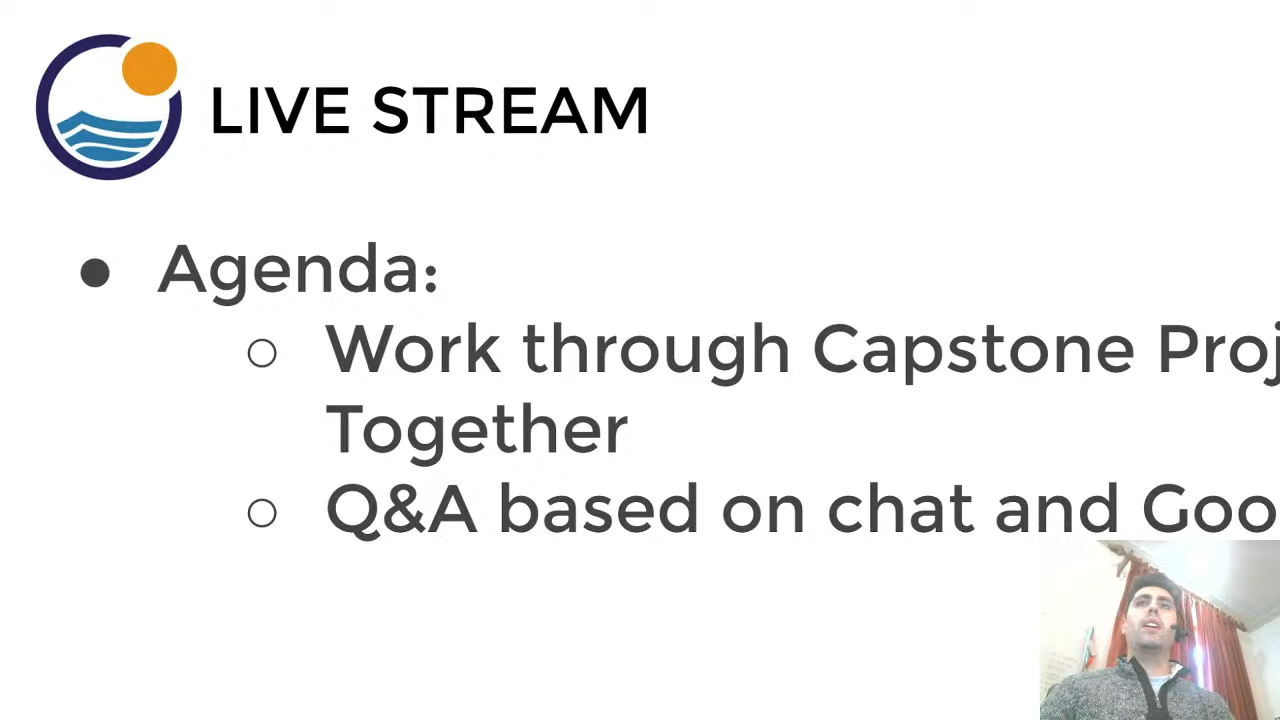 LIVE STREAM
● Agenda:
○ Work through Capstone Proj
Together
○ Q&A based on chat and Goo